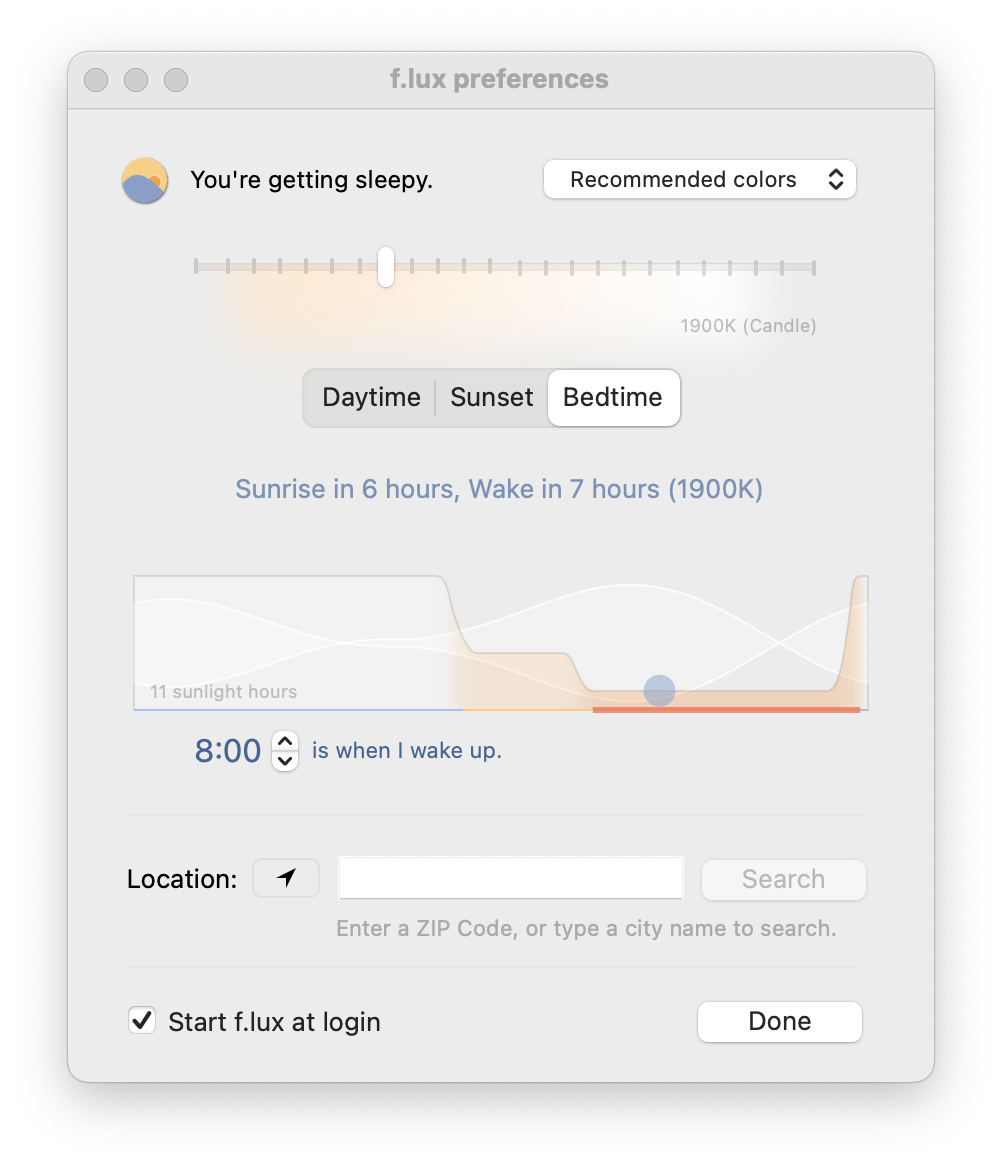 f.lux preferences
You're getting sleepy.
Recommended colors
1900K (Candle)
Daytime
Sunset
Bedtime
Sunrise in 6 hours, Wake in 7 hours (1900K)
11 sunlight hours
8:00
is when I wake up.
Location:
Search
Enter a ZIP Code, or type a city name to search.
Start f.lux at login
Done